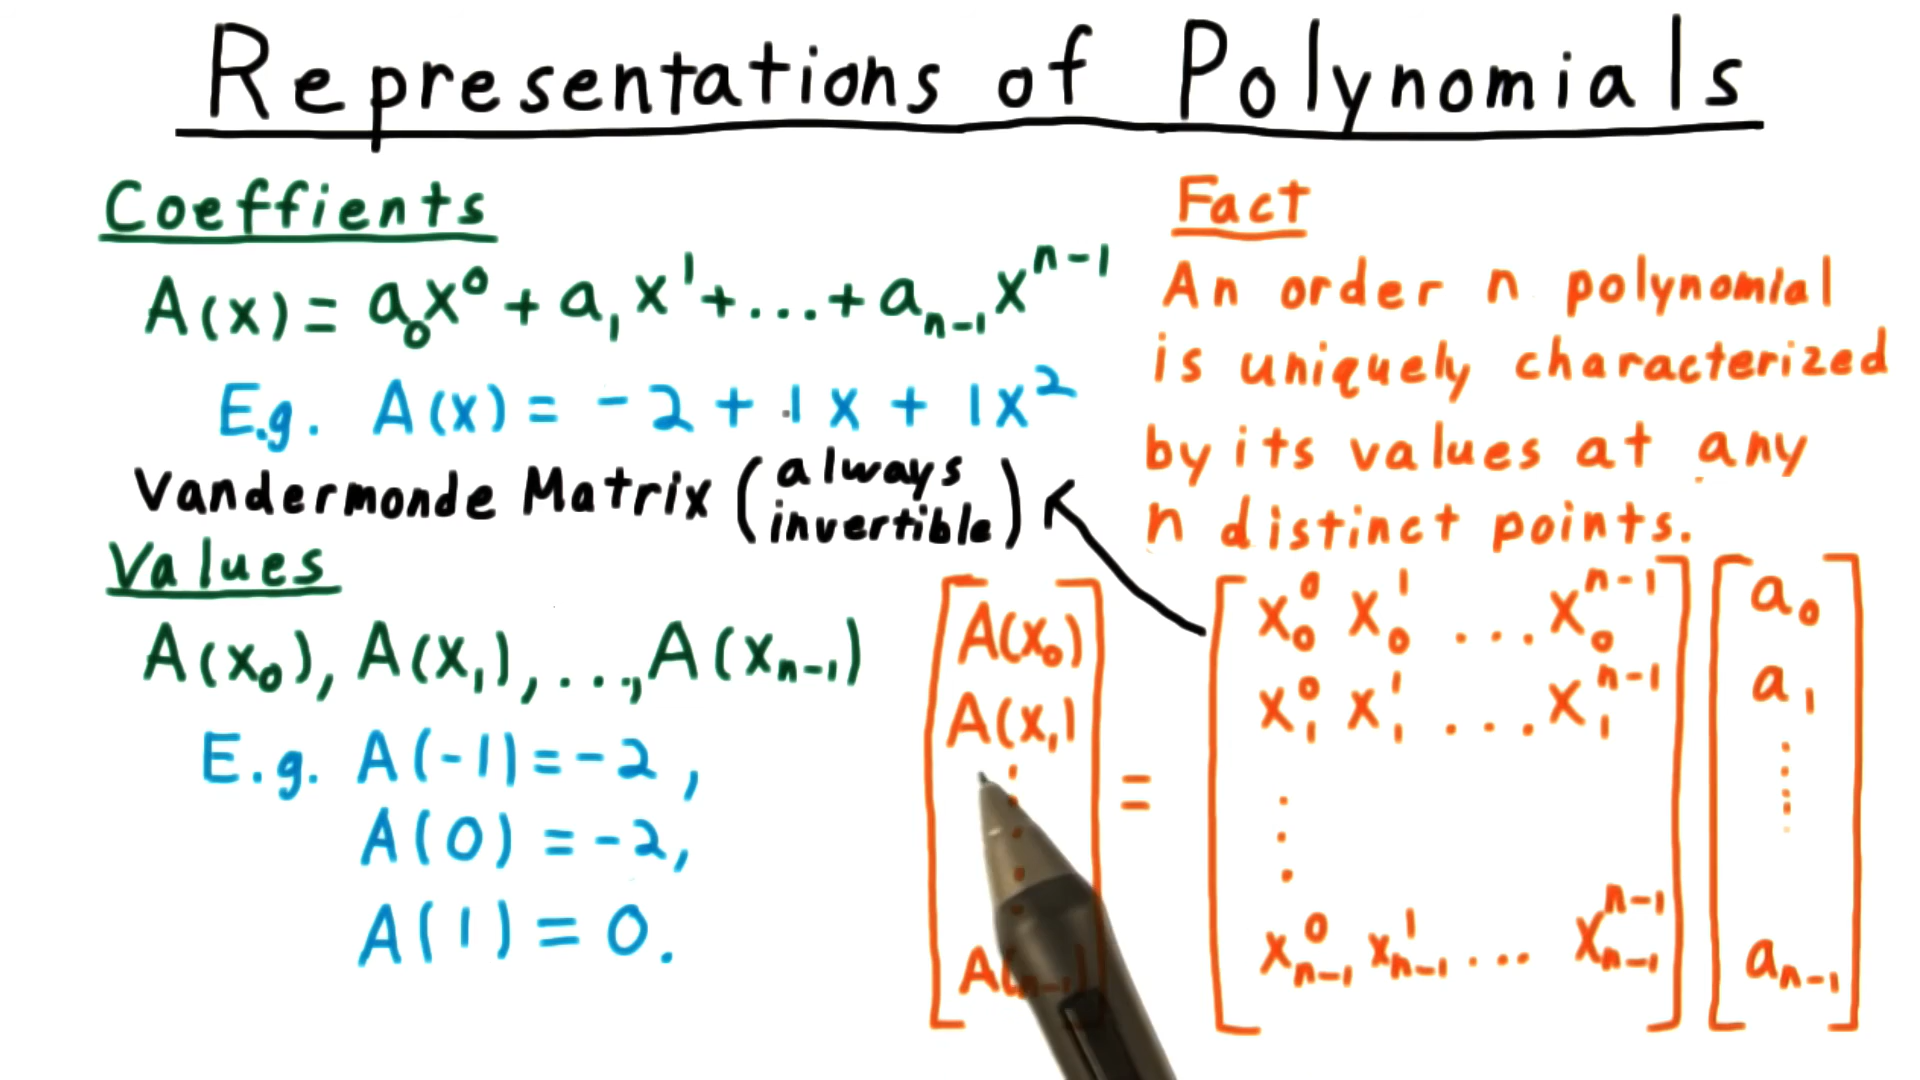 Representations of Polynomials
Coeffients
A(x) = a₀x⁰ + a₁x¹ + ... + aₙ₋₁xⁿ⁻¹
E.g. A(x) = -2 + 1x + 1x²
Vandermonde Matrix (always invertible)
Values
A(x₀), A(x₁), ..., A(xₙ₋₁)
E.g. A(-1) = -2,
A(0) = -2,
A(1) = 0.
Fact
An order n polynomial
is uniquely characterized
by its values at any
n distinct points.
[A(x₀) = [x₀⁰ x₀¹ ... x₀ⁿ⁻¹] [a₀
A(x₁) x₁⁰ x₁¹ ... x₁ⁿ⁻¹ a₁
⋮ ⋮ ⋮
A(n-1)] xₙ₋₁⁰ xₙ₋₁¹ ... xₙ₋₁ⁿ⁻¹ aₙ₋₁]